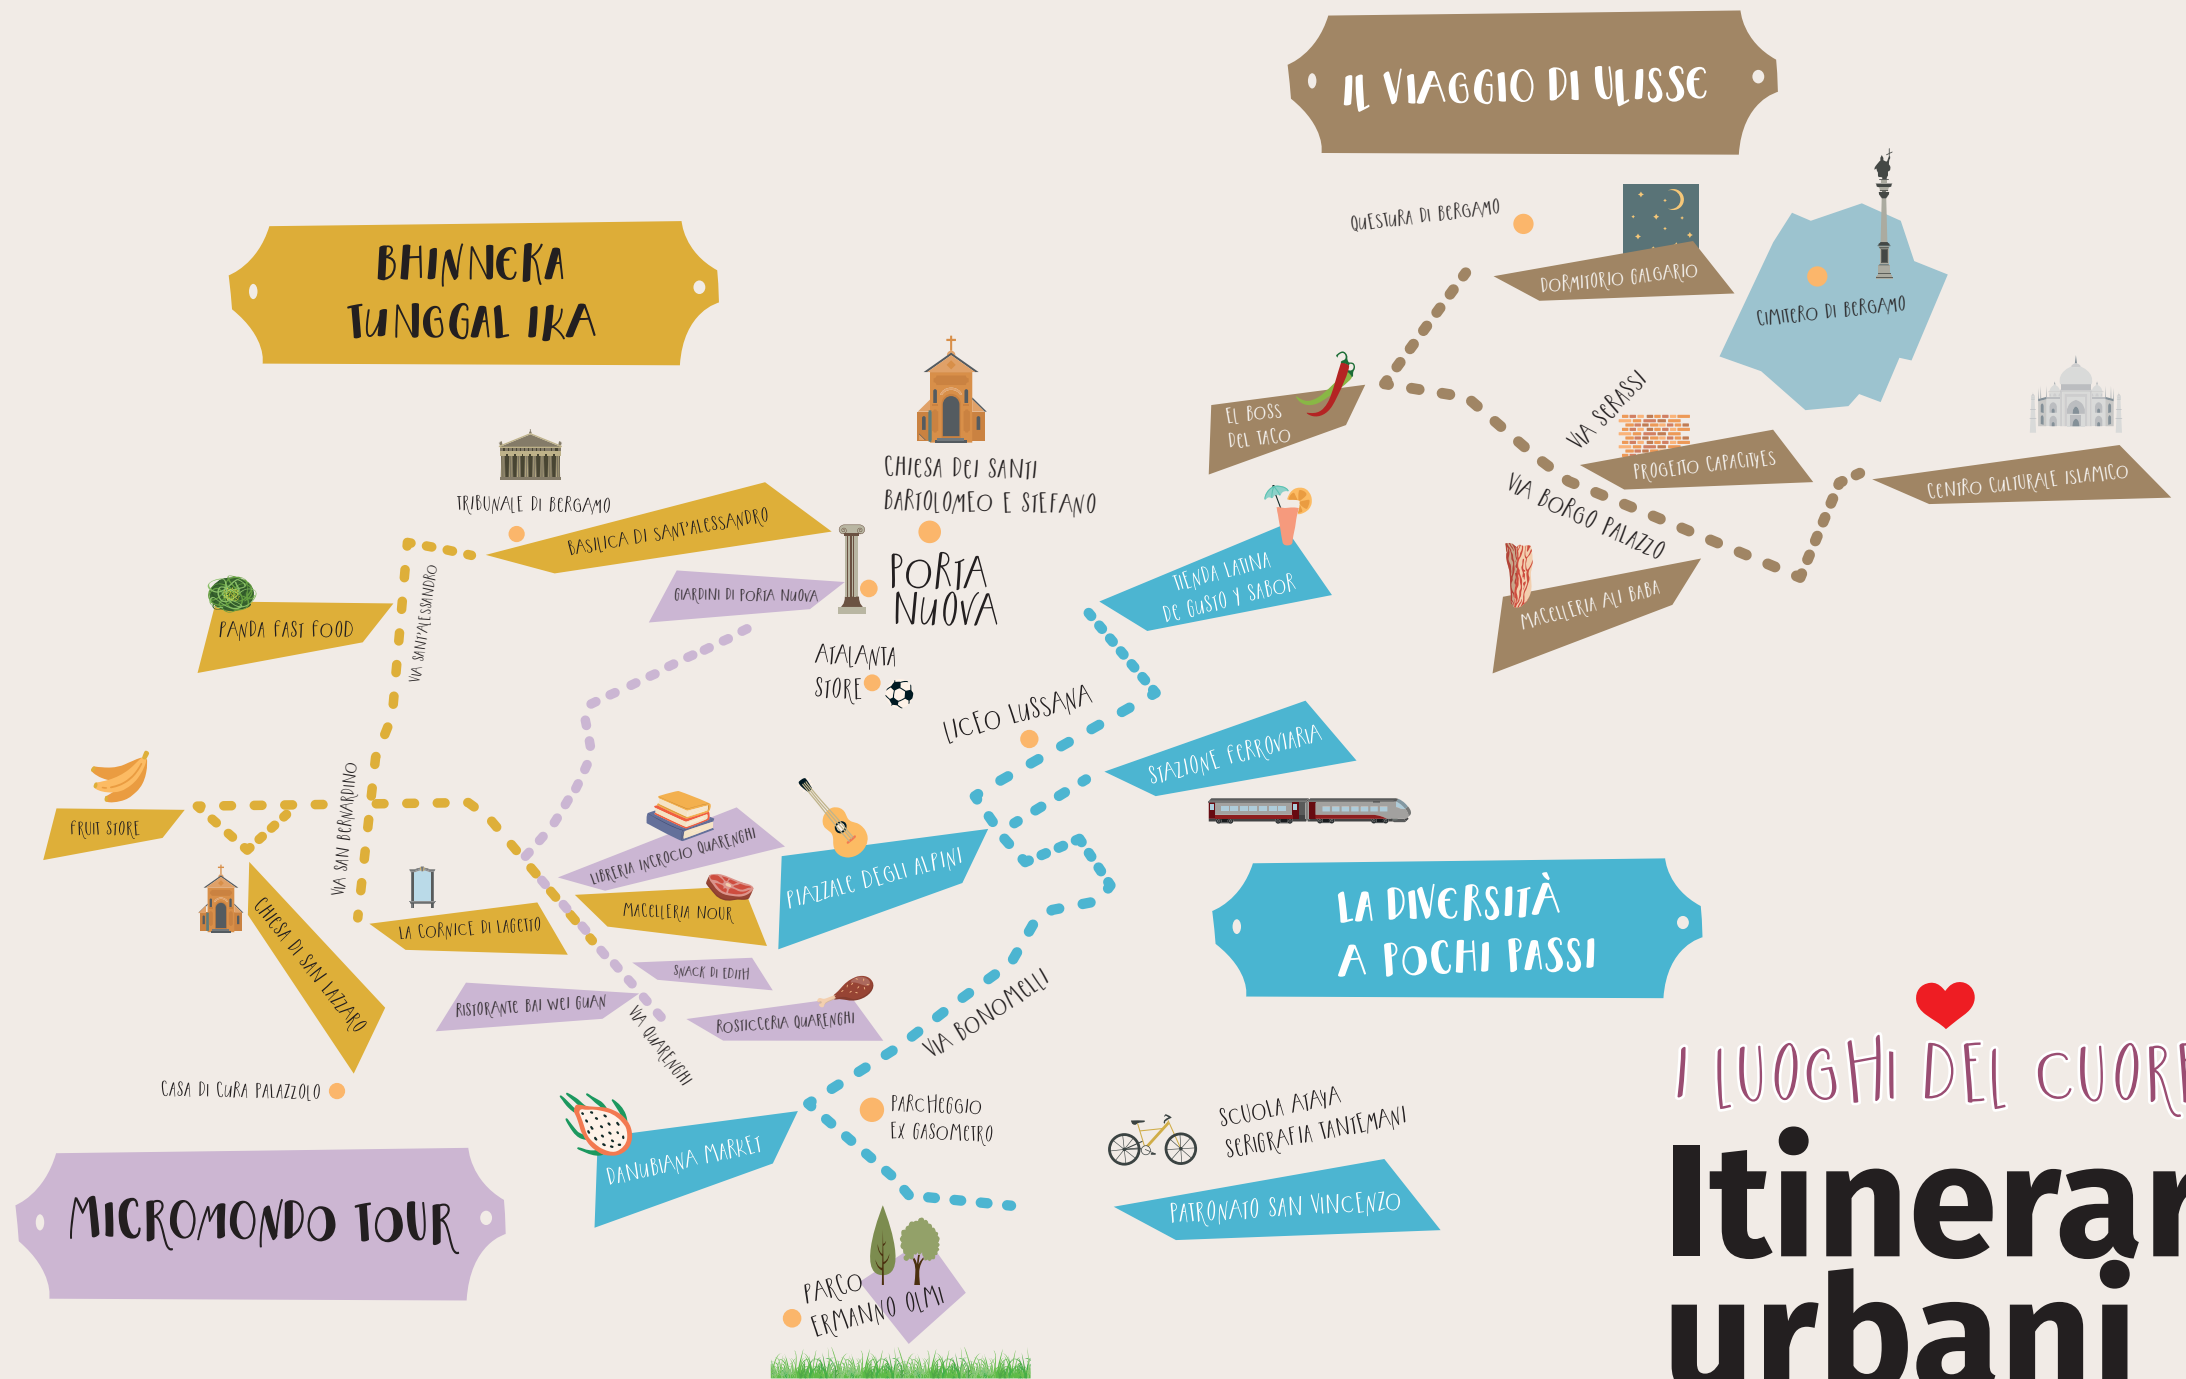 IL VIAGGIO DI ULISSE
QUESTURA DI BERGAMO
DORMITORIO GALGARIO
CIMITERO DI BERGAMO
BHINNEKA
TUNGGAL IKA
EL BOSS
DEL TACO
VIA SERASSI
PROGETTO CAPACITYES
CENTRO CULTURALE ISLAMICO
VIA BORGO PALAZZO
MACELLERIA ALI BABA
TRIBUNALE DI BERGAMO
BASILICA DI SANT'ALESSANDRO
CHIESA DEI SANTI
BARTOLOMEO E STEFANO
PORTA
NUOVA
GIARDINI DI PORTA NUOVA
TIENDA LATINA
DE GUSTO Y SABOR
PANDA FAST FOOD
VIA SANT'ALESSANDRO
ATALANTA
STORE
LICEO LUSSANA
STAZIONE FERROVIARIA
FRUIT STORE
VIA SAN BERNARDINO
LIBRERIA INCROCIO QUARENGHI
PIAZZALE DEGLI ALPINI
MACELLERIA NOUR
LA CORNICE DI LAGETTO
CHIESA DI SAN LAZZARO
SNACK DI EDITH
RISTORANTE BAI WEI GUAN
ROSTICCERIA QUARENGHI
VIA QUARENGHI
VIA BONOMELLI
LA DIVERSITÀ
A POCHI PASSI
CASA DI CURA PALAZZOLO
PARCHEGGIO
EX GASOMETRO
DANUBIANA MARKET
SCUOLA ATAYA
SERIGRAFIA TANTEMANI
PATRONATO SAN VINCENZO
MICROMONDO TOUR
PARCO
ERMANNO OLMI
I LUOGHI DEL CUORE
Itinerar
urbani